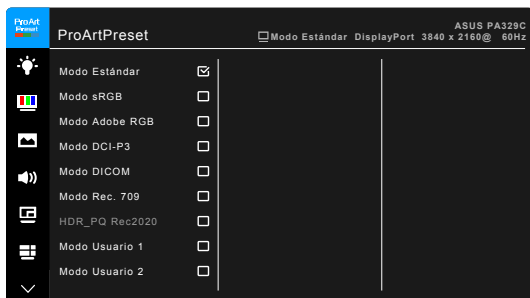 ProArt
Preset
ProArtPreset
ASUS PA329C
Modo Estándar DisplayPort 3840 x 2160@ 60Hz
Modo Estándar
Modo sRGB
Modo Adobe RGB
Modo DCI-P3
Modo DICOM
Modo Rec. 709
HDR_PQ Rec2020
Modo Usuario 1
Modo Usuario 2